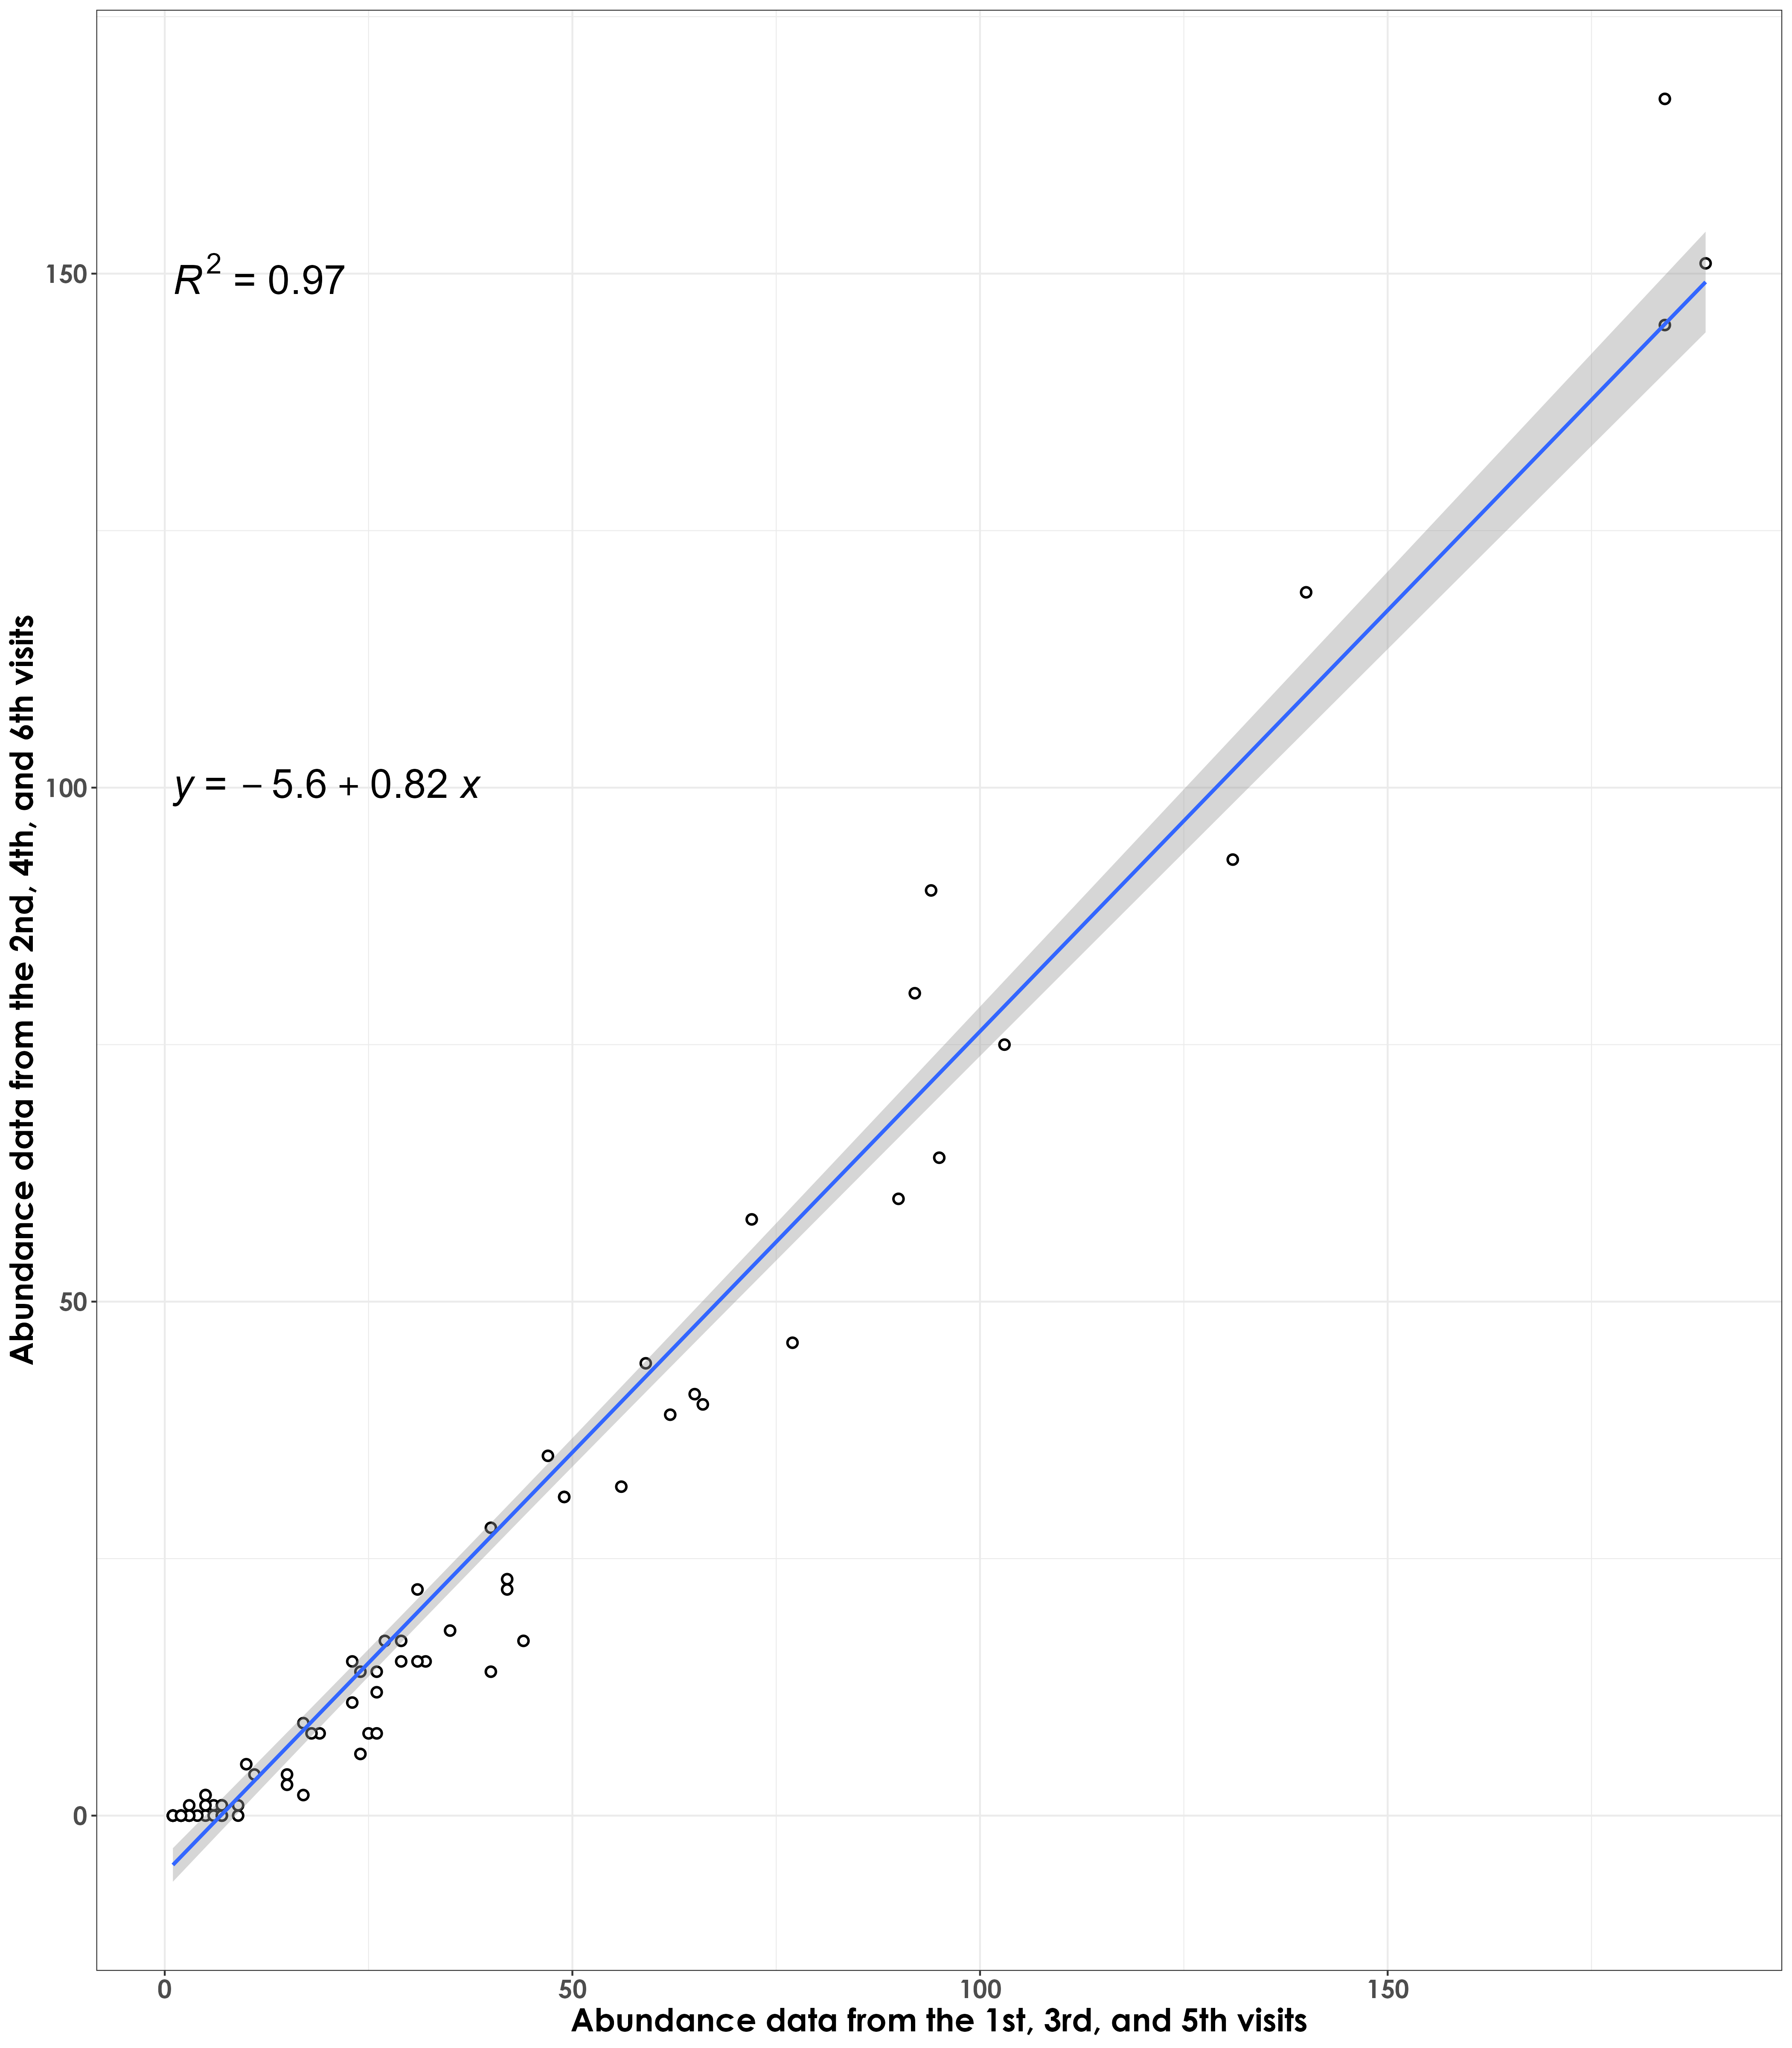 R² = 0.97
y = − 5.6 + 0.82 x
150
100
50
0
0
50
100
150
Abundance data from the 2nd, 4th, and 6th visits
Abundance data from the 1st, 3rd, and 5th visits